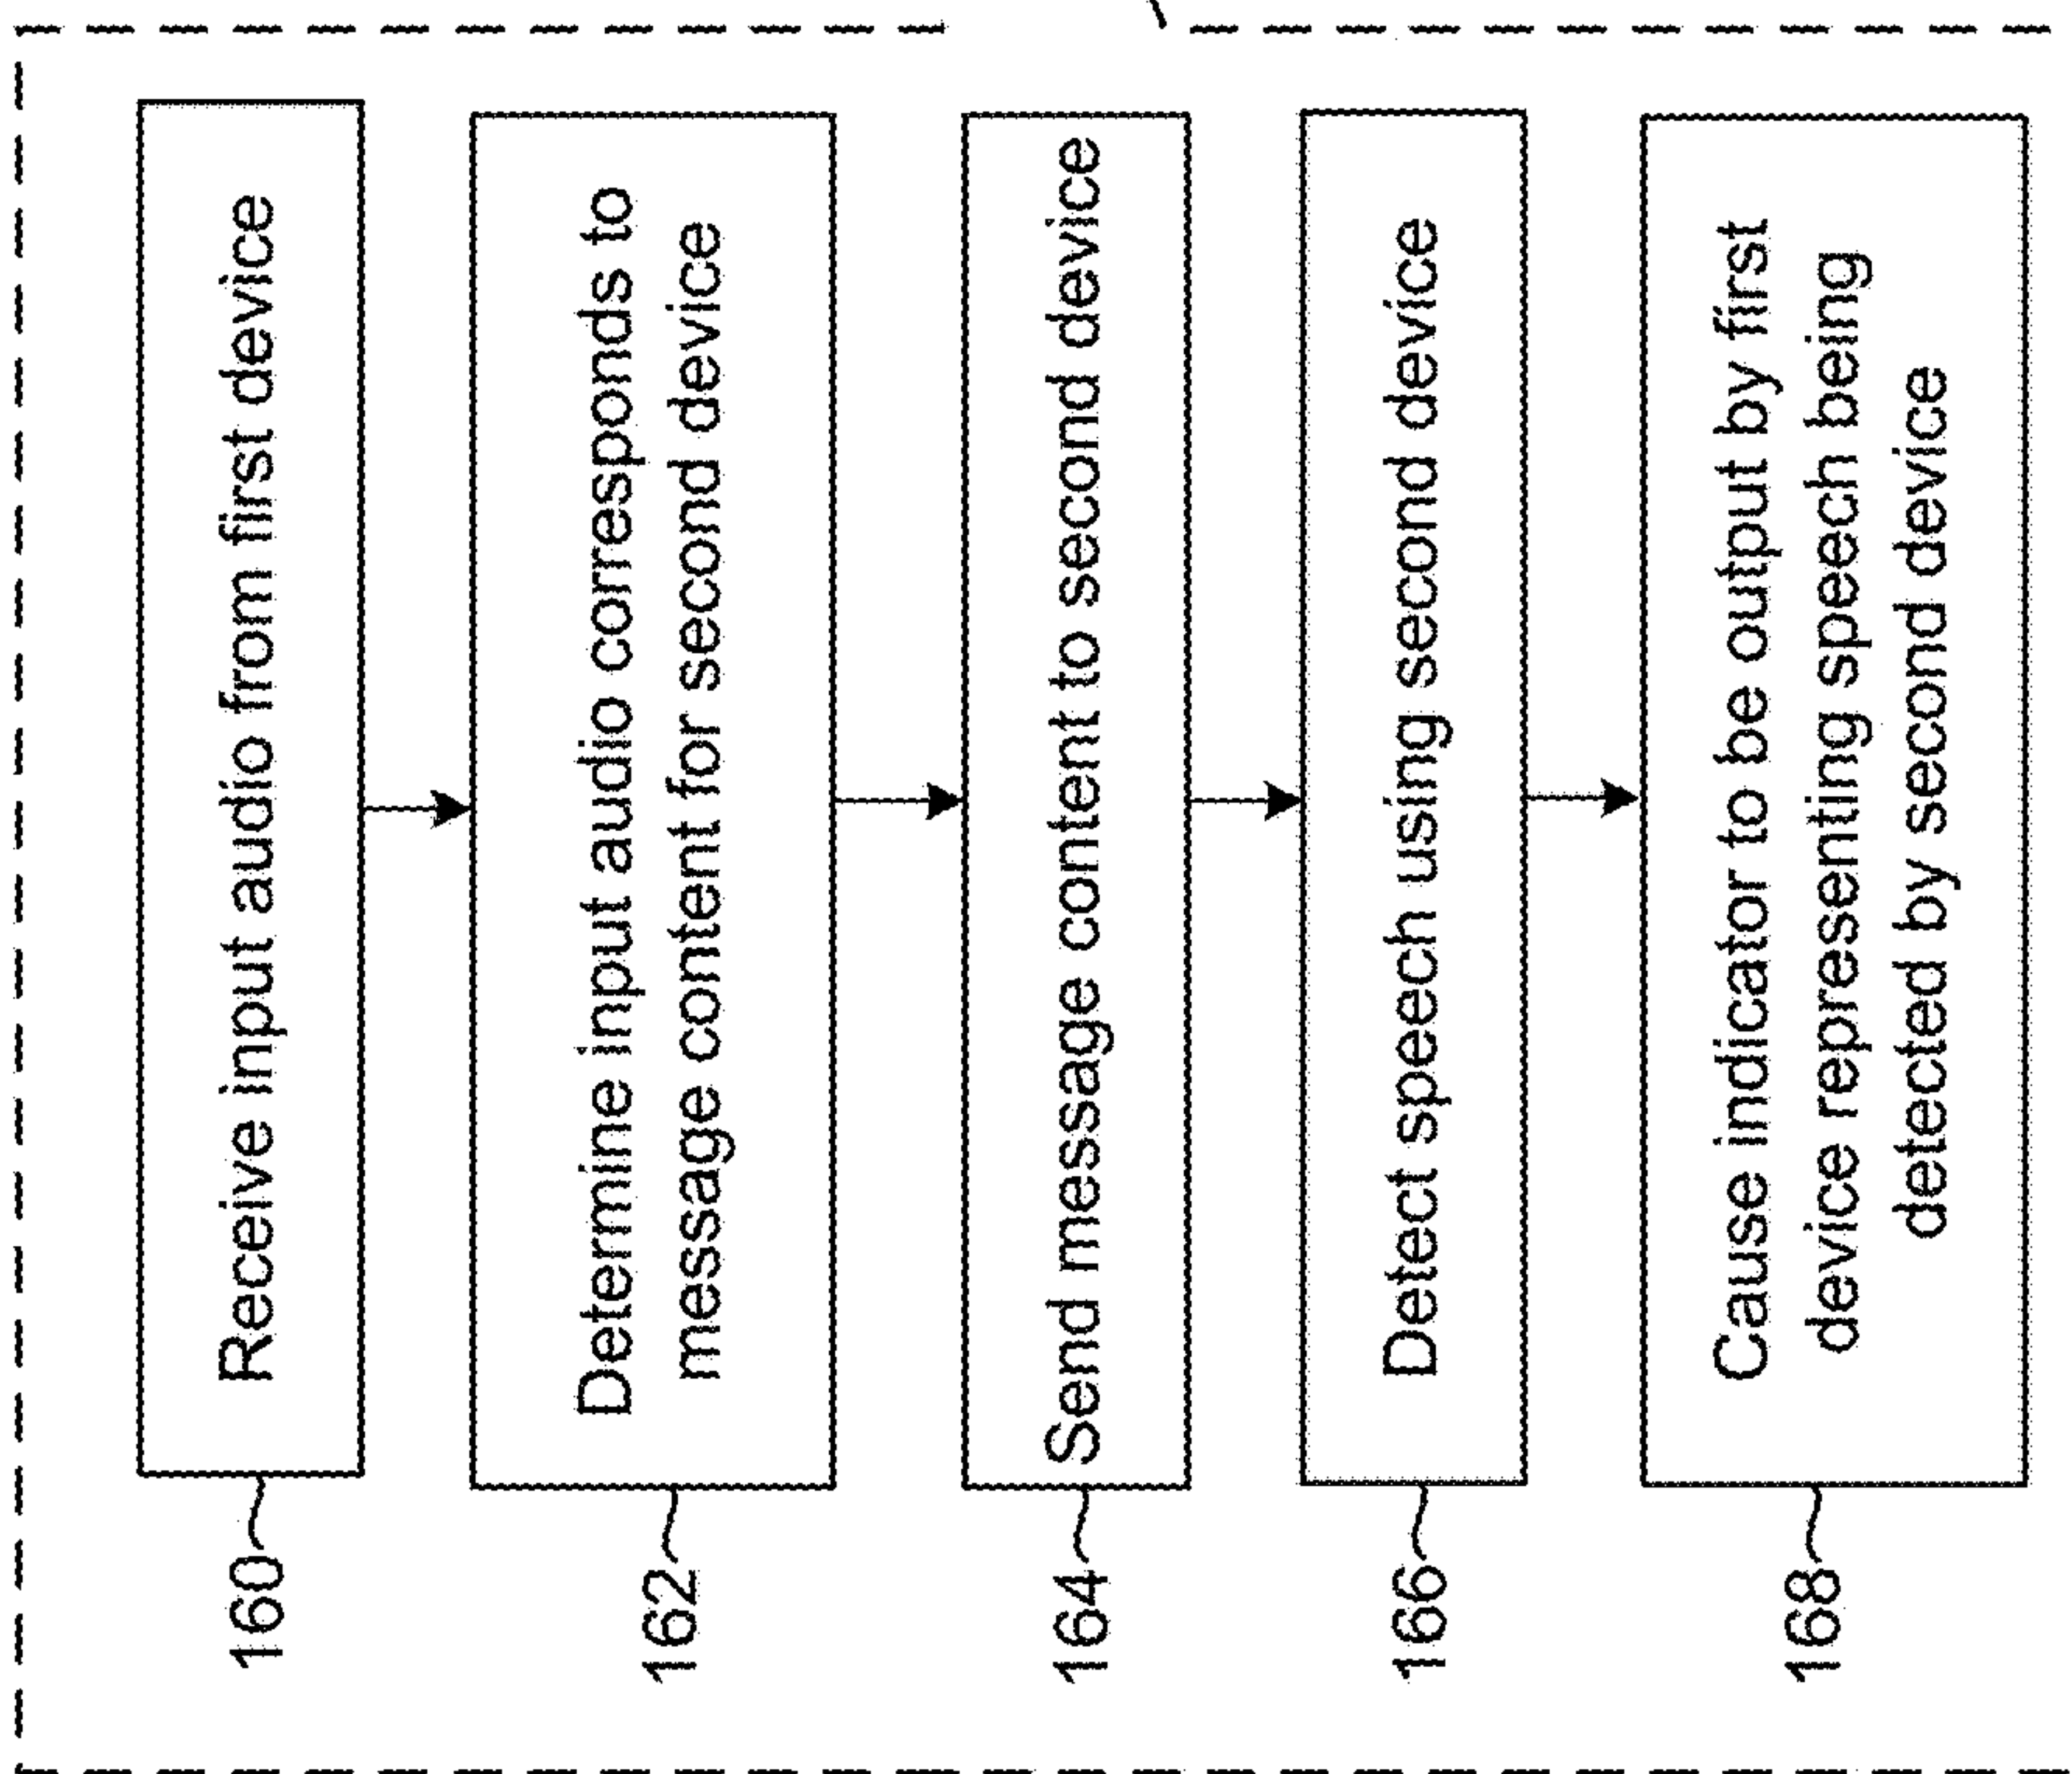 160
Receive input audio from first device
162
Determine input audio corresponds to
message content for second device
164
Send message content to second device
166
Detect speech using second device
168
Cause indicator to be output by first
device representing speech being
detected by second device